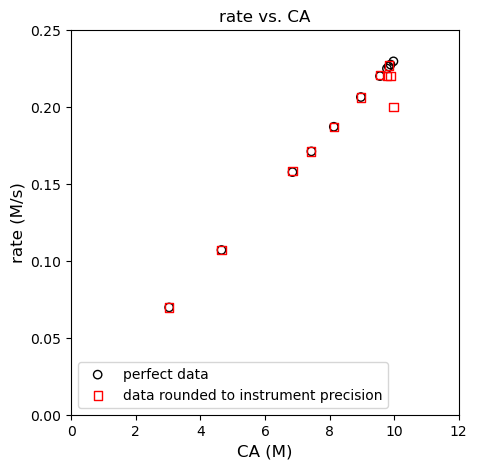 rate vs. CA
0.25
0.20
0.15
0.10
0.05
0.00
rate (M/s)
perfect data
data rounded to instrument precision
0 2 4 6 8 10 12
CA (M)